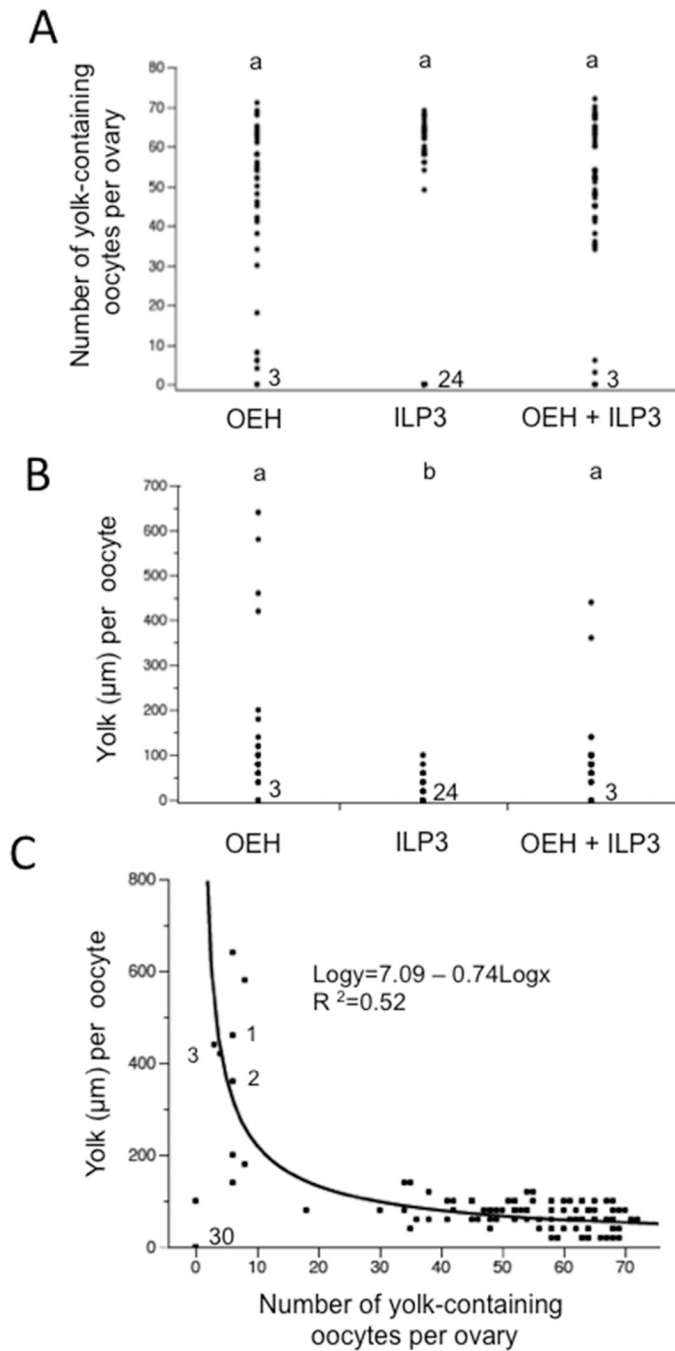 A
a a a
Number of yolk-containing
oocytes per ovary
80
70
60
50
40
30
20
10
0
3 24 3
OEH ILP3 OEH + ILP3
B
a b a
Yolk (µm) per oocyte
700
600
500
400
300
200
100
0
3 24 3
OEH ILP3 OEH + ILP3
C
Yolk (µm) per oocyte
800
600
400
200
0
Logy=7.09 – 0.74Logx
R ²=0.52
1
3
2
30
0 10 20 30 40 50 60 70
Number of yolk-containing
oocytes per ovary